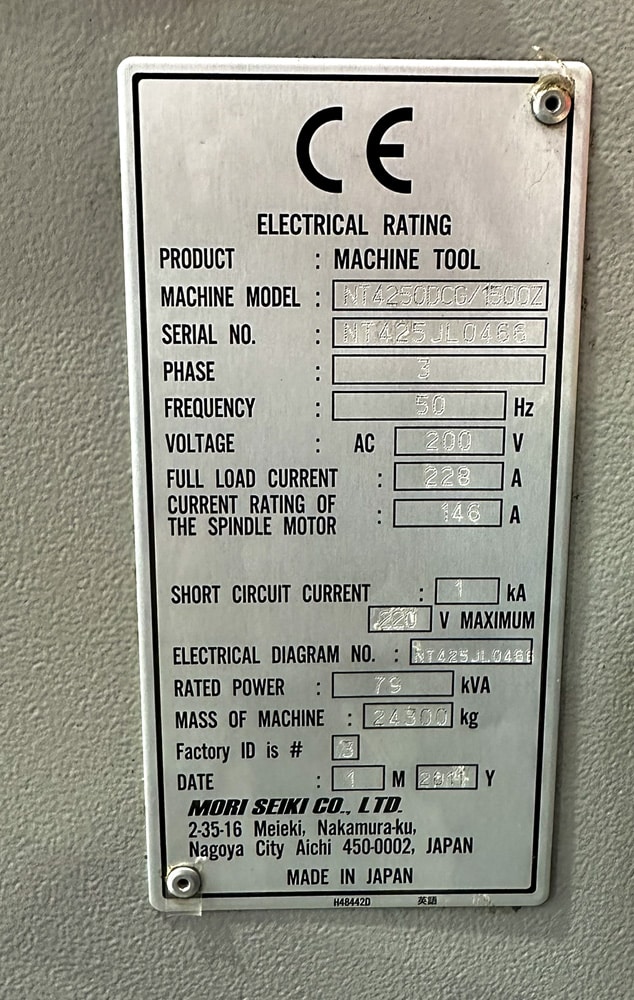 CE
ELECTRICAL RATING
PRODUCT : MACHINE TOOL
MACHINE MODEL : NT4250DCG/1500Z
SERIAL NO. : NT425JL0466
PHASE : 3
FREQUENCY : 50 Hz
VOLTAGE : AC 200 V
FULL LOAD CURRENT : 228 A
CURRENT RATING OF
THE SPINDLE MOTOR : 146 A
SHORT CIRCUIT CURRENT : 1 kA
220 V MAXIMUM
ELECTRICAL DIAGRAM NO. : NT425JL0466
RATED POWER : 79 kVA
MASS OF MACHINE : 24300 kg
Factory ID is # 3
DATE : 1 M 2011 Y
MORI SEIKI CO., LTD.
2-35-16 Meieki, Nakamura-ku,
Nagoya City Aichi 450-0002, JAPAN
MADE IN JAPAN
H48442D 英語